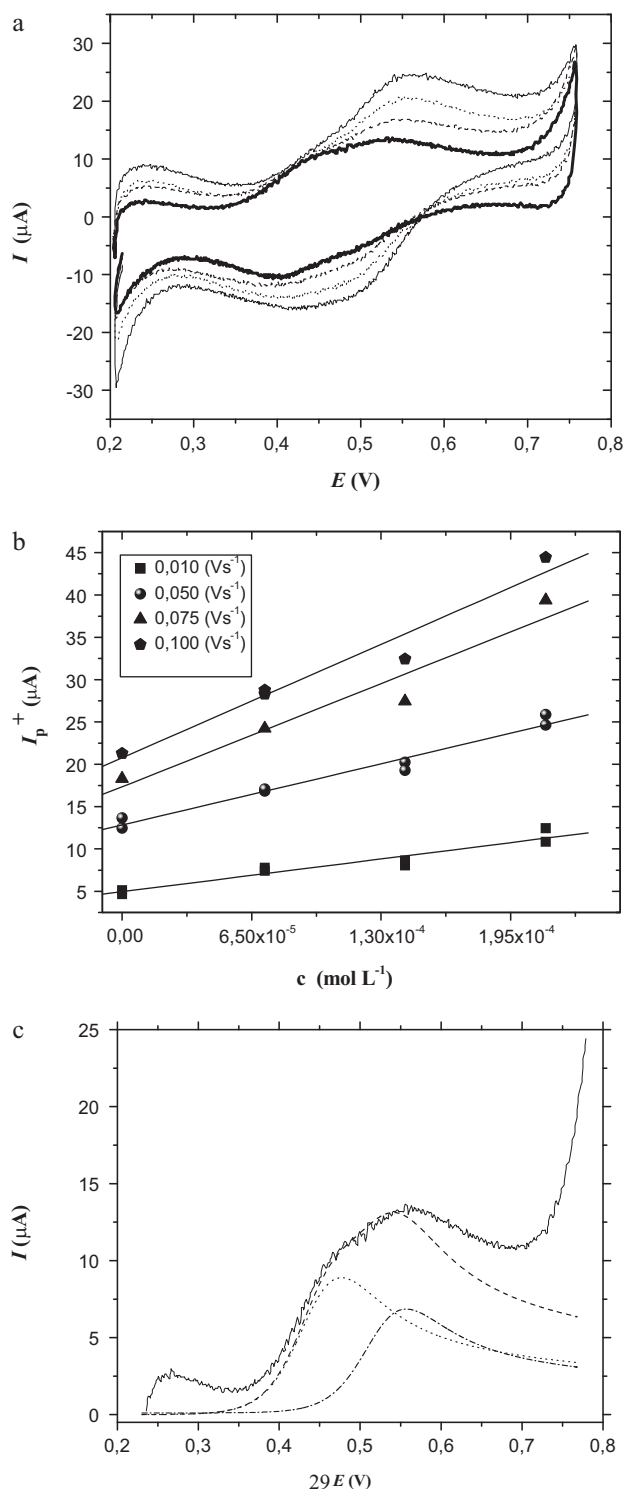 a
30
20
10
0
-10
-20
-30
I (μA)
0,2 0,3 0,4 0,5 0,6 0,7 0,8
E (V)
b
45
40
35
30
25
20
15
10
5
I_p^+ (μA)
0,010 (Vs⁻¹)
0,050 (Vs⁻¹)
0,075 (Vs⁻¹)
0,100 (Vs⁻¹)
0,00 6,50x10⁻⁵ 1,30x10⁻⁴ 1,95x10⁻⁴
c (mol L⁻¹)
c
25
20
15
10
5
0
I (μA)
0,2 0,3 0,4 0,5 0,6 0,7 0,8
29 E (V)